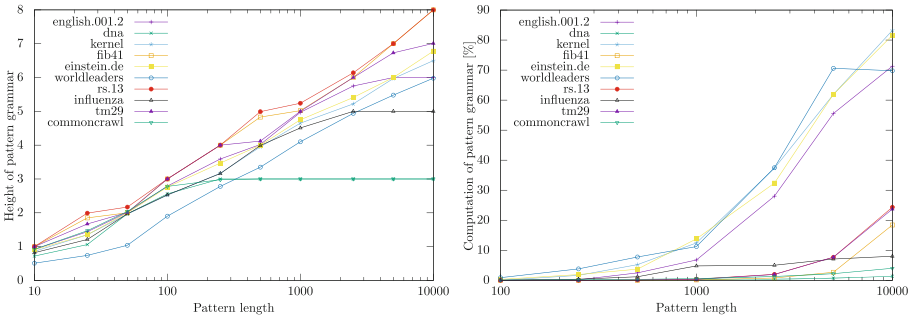 Height of pattern grammar
8
7
6
5
4
3
2
1
0
10
100
1000
10000
Pattern length
english.001.2
dna
kernel
fib41
einstein.de
worldleaders
rs.13
influenza
tm29
commoncrawl
Computation of pattern grammar [%]
90
80
70
60
50
40
30
20
10
0
100
1000
10000
Pattern length
english.001.2
dna
kernel
fib41
einstein.de
worldleaders
rs.13
influenza
tm29
commoncrawl